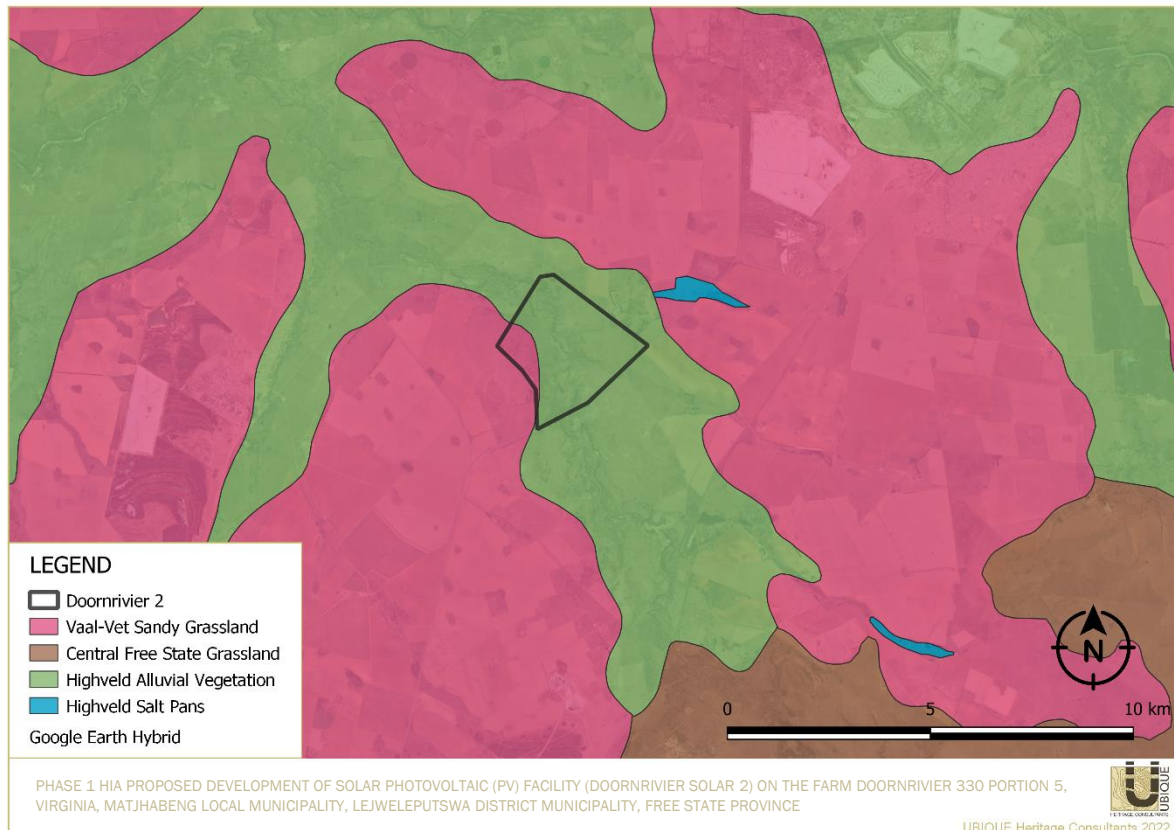 LEGEND
Doornrivier 2
Vaal-Vet Sandy Grassland
Central Free State Grassland
Highveld Alluvial Vegetation
Highveld Salt Pans
Google Earth Hybrid
N
0 5 10 km
PHASE 1 HIA PROPOSED DEVELOPMENT OF SOLAR PHOTOVOLTAIC (PV) FACILITY (DOORNRIVIER SOLAR 2) ON THE FARM DOORNRIVIER 330 PORTION 5,
VIRGINIA, MATJHABENG LOCAL MUNICIPALITY, LEJWELEPUTSWA DISTRICT MUNICIPALITY, FREE STATE PROVINCE
UBIQUE
HERITAGE CONSULTANTS
UBIQUE Heritage Consultants 2022